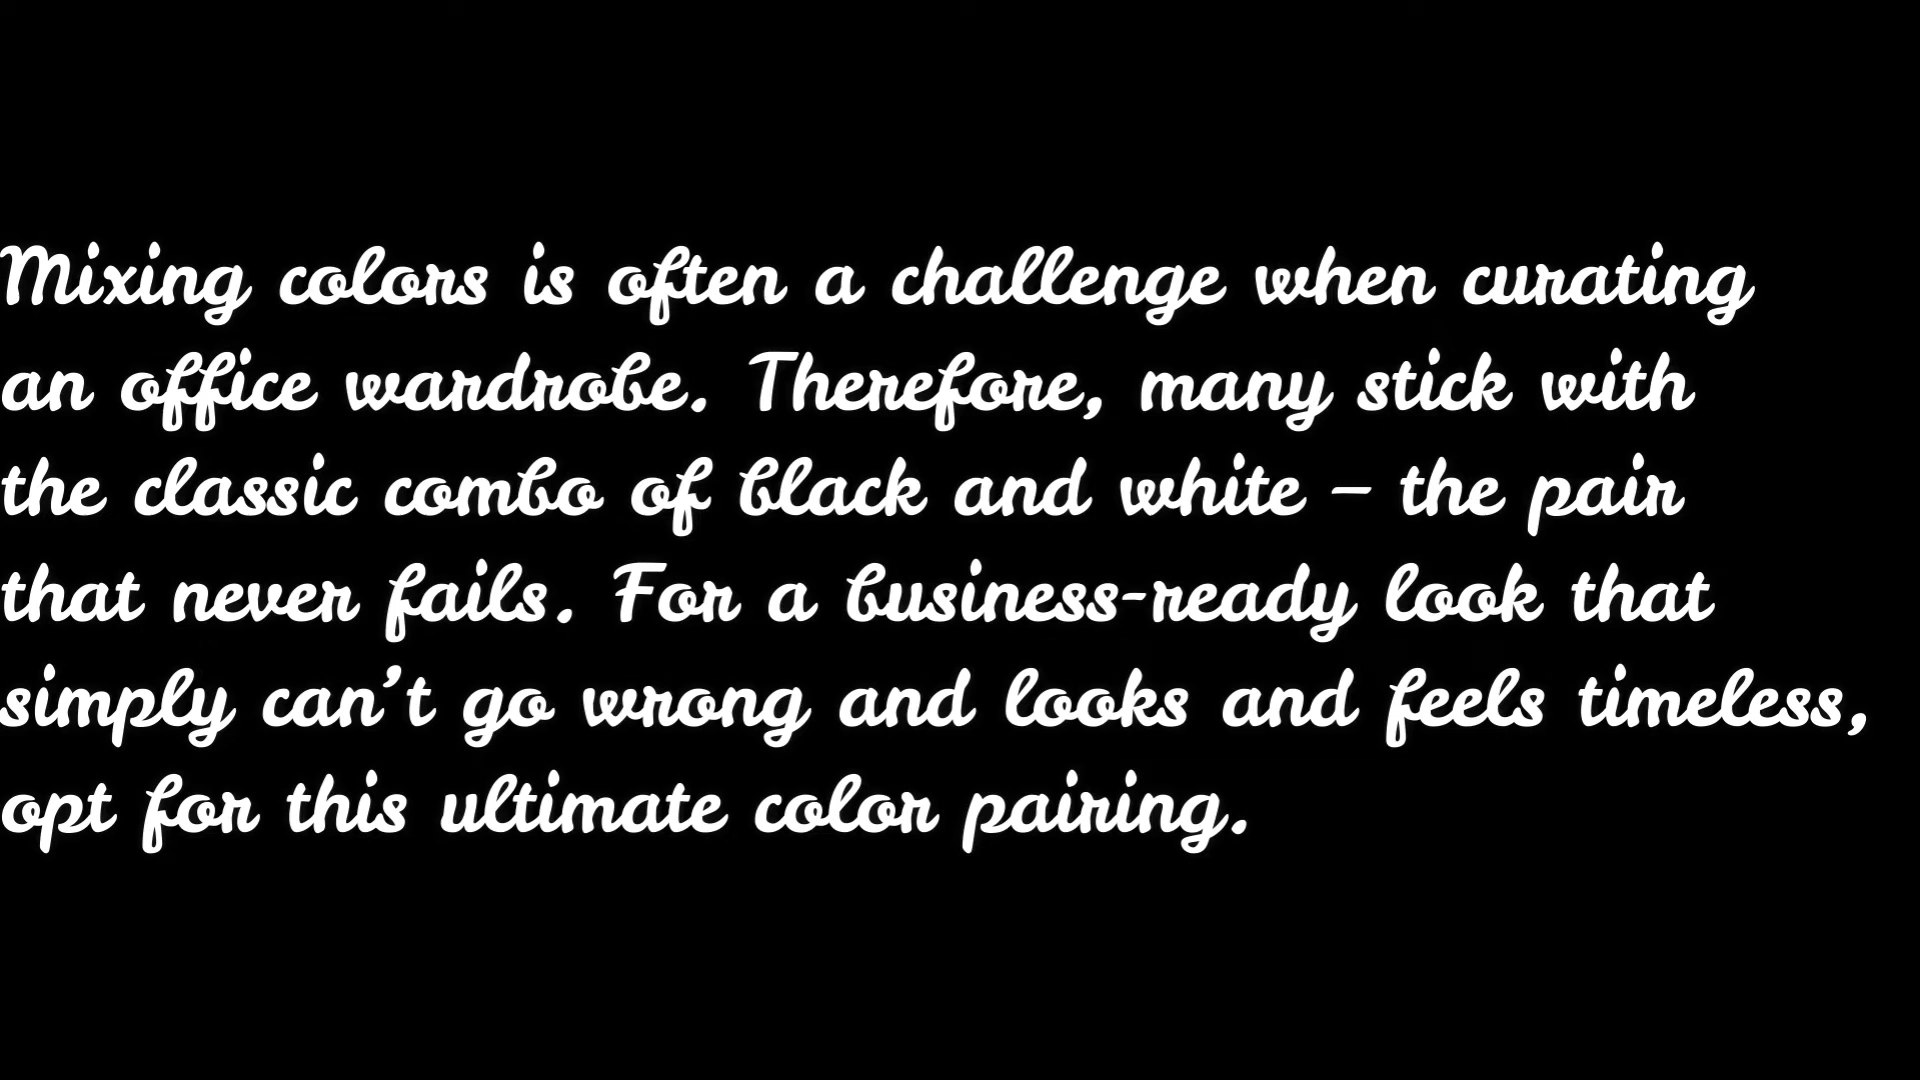 Mixing colors is often a challenge when curating
an office wardrobe. Therefore, many stick with
the classic combo of black and white – the pair
that never fails. For a business-ready look that
simply can’t go wrong and looks and feels timeless,
opt for this ultimate color pairing.